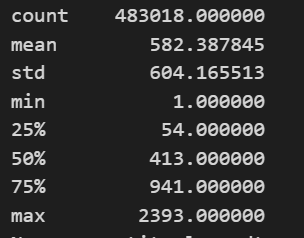 count 483018.000000
mean 582.387845
std 604.165513
min 1.000000
25% 54.000000
50% 413.000000
75% 941.000000
max 2393.000000